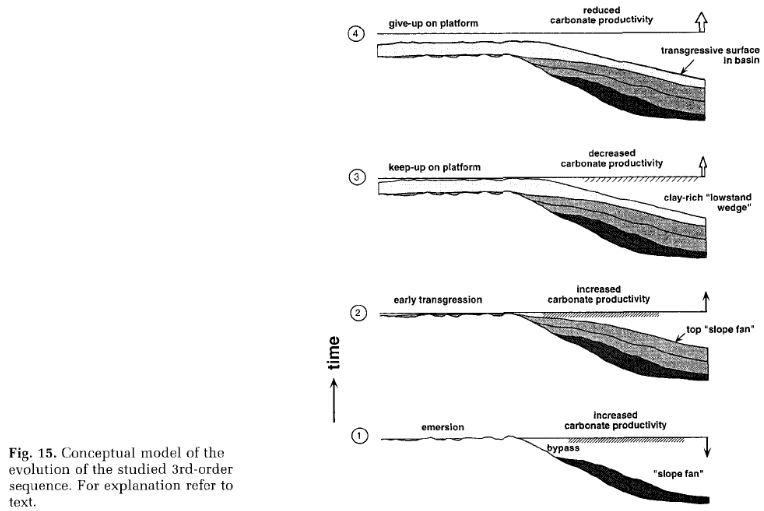 reduced
carbonate productivity
give-up on platform
4
transgressive surface
in basin
decreased
carbonate productivity
keep-up on platform
3
clay-rich "lowstand
wedge"
increased
carbonate productivity
early transgression
2
top "slope fan"
time
increased
carbonate productivity
emersion
1
bypass
"slope fan"
Fig. 15. Conceptual model of the
evolution of the studied 3rd-order
sequence. For explanation refer to
text.